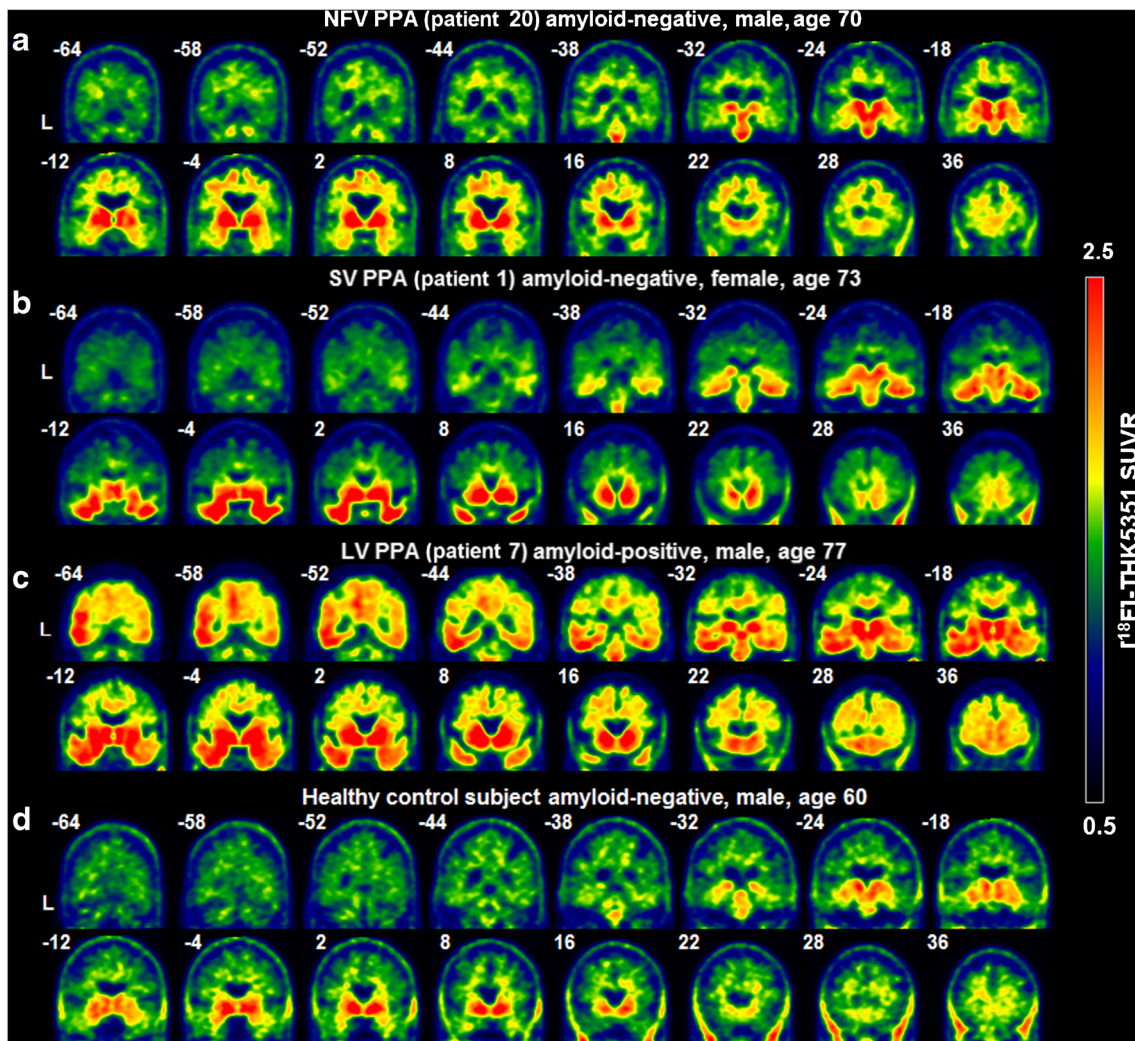 NFV PPA (patient 20) amyloid-negative, male, age 70
a
-64 -58 -52 -44 -38 -32 -24 -18
L
-12 -4 2 8 16 22 28 36
SV PPA (patient 1) amyloid-negative, female, age 73
b
-64 -58 -52 -44 -38 -32 -24 -18
L
-12 -4 2 8 16 22 28 36
LV PPA (patient 7) amyloid-positive, male, age 77
c
-64 -58 -52 -44 -38 -32 -24 -18
L
-12 -4 2 8 16 22 28 36
Healthy control subject amyloid-negative, male, age 60
d
-64 -58 -52 -44 -38 -32 -24 -18
L
-12 -4 2 8 16 22 28 36
2.5
[¹⁸F]-THK5351 SUVR
0.5